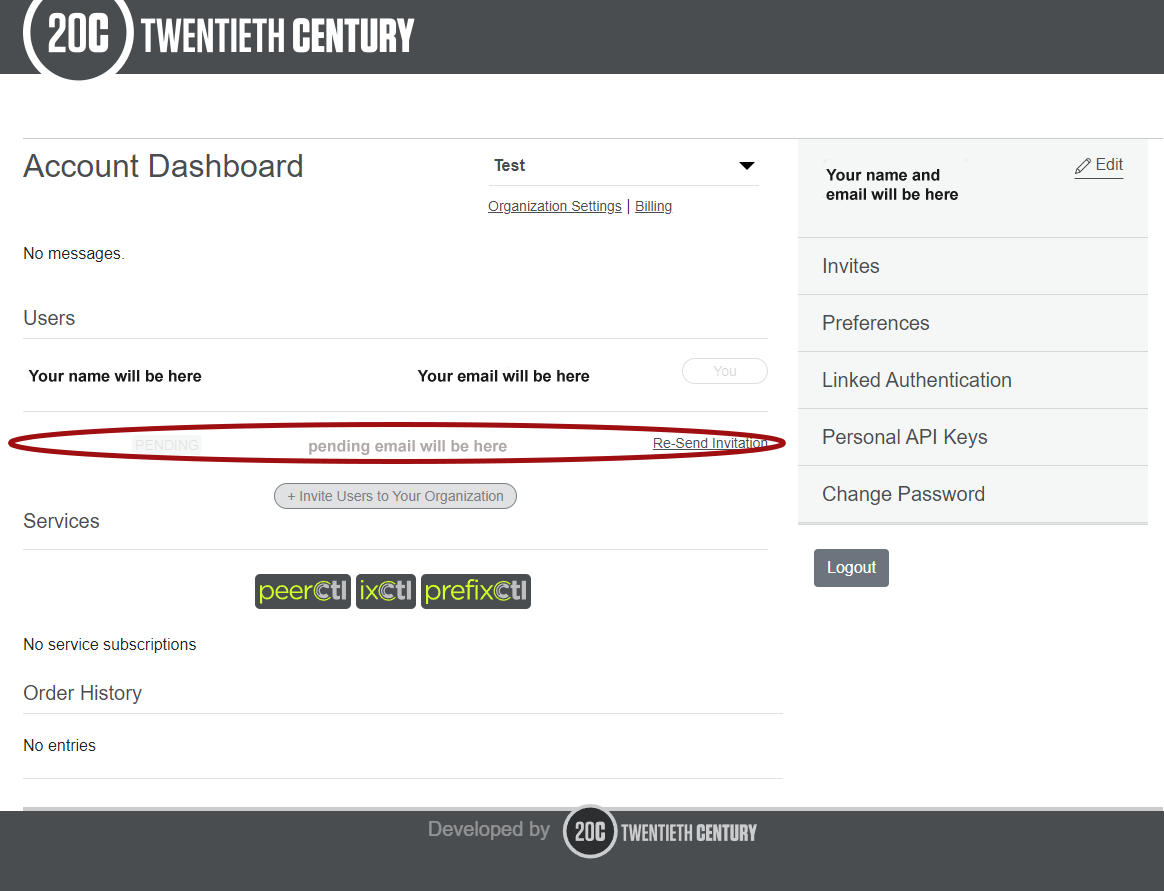 20C TWENTIETH CENTURY
Account Dashboard
Test
Organization Settings | Billing
No messages.
Users
Your name will be here Your email will be here You
PENDING pending email will be here Re-Send Invitation
+ Invite Users to Your Organization
Services
peerCtl ixCtl prefixCtl
No service subscriptions
Order History
No entries
Your name and
email will be here
Edit
Invites
Preferences
Linked Authentication
Personal API Keys
Change Password
Logout
Developed by 20C TWENTIETH CENTURY